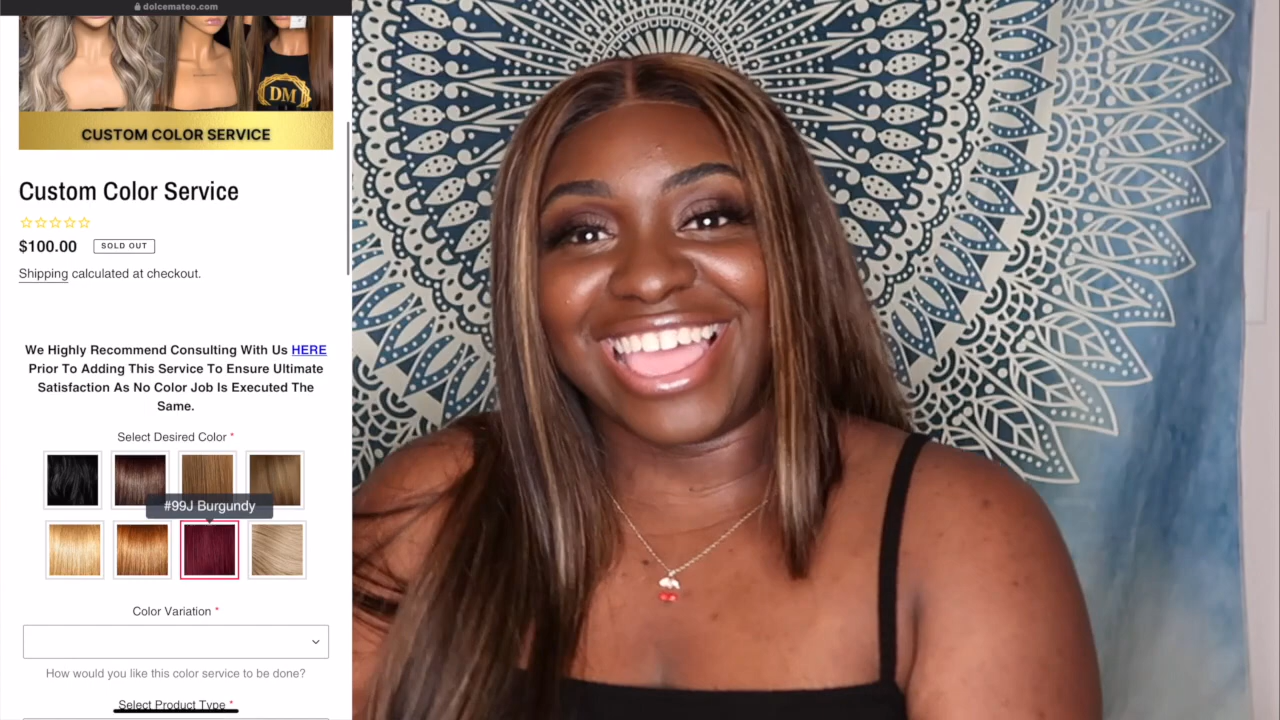 dolcemateo.com
DM
CUSTOM COLOR SERVICE
Custom Color Service
$100.00 SOLD OUT
Shipping calculated at checkout.
We Highly Recommend Consulting With Us HERE
Prior To Adding This Service To Ensure Ultimate
Satisfaction As No Color Job Is Executed The
Same.
Select Desired Color *
#99J Burgundy
Color Variation *
How would you like this color service to be done?
Select Product Type *